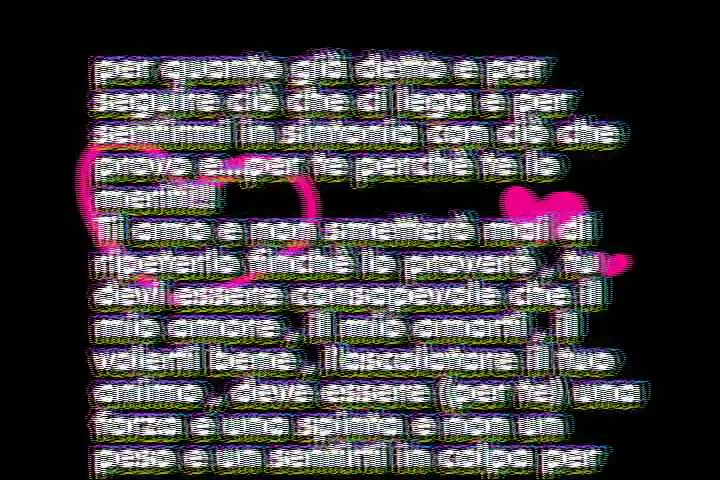 per quanto già detto e per
seguire ciò che ci lega e per
sentirmi in sintonia con ciò che
provo e per te perchè te lo
meriti..
Ti amo e non smetterò mai di
ripeterlo finchè lo proverò , tu
devi essere consapevole che il
mio amore , il mio amarti , il
volerti bene , l'ascoltare il tuo
animo , deve essere (per te) una
forza e una spinta e non un
peso e un sentirti in colpa per